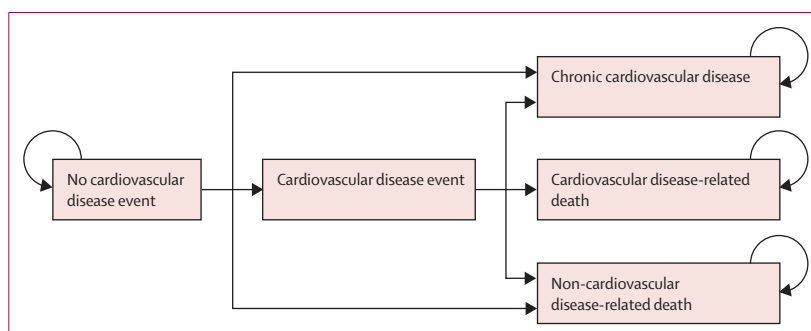 Chronic cardiovascular disease
No cardiovascular
disease event
Cardiovascular disease event
Cardiovascular disease-related
death
Non-cardiovascular
disease-related death